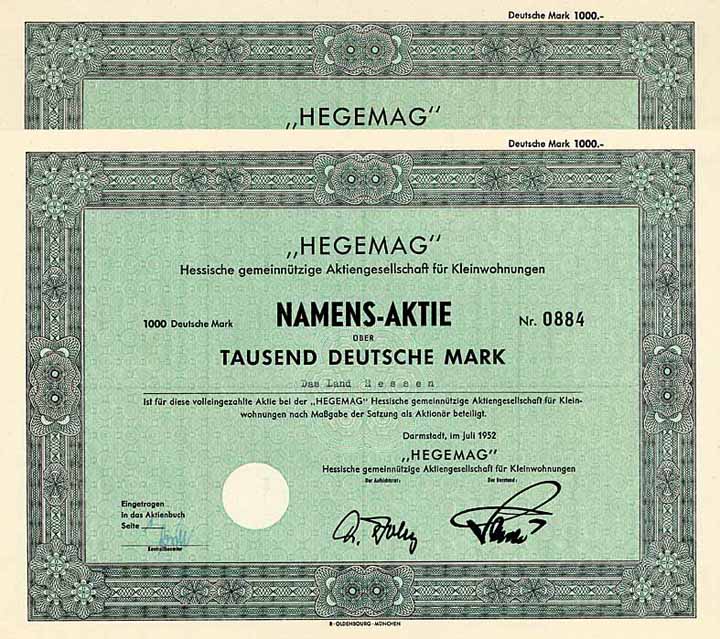 Deutsche Mark 1000.-
„HEGEMAG“
Deutsche Mark 1000.-
„HEGEMAG“
Hessische gemeinnützige Aktiengesellschaft für Kleinwohnungen
1000 Deutsche Mark NAMENS-AKTIE Nr. 0884
ÜBER
TAUSEND DEUTSCHE MARK
Das Land Hessen
Ist für diese volleingezahlte Aktie bei der „HEGEMAG“ Hessische gemeinnützige Aktiengesellschaft für Klein-
wohnungen nach Maßgabe der Satzung als Aktionär beteiligt.
Darmstadt, im Juli 1952
„HEGEMAG“
Hessische gemeinnützige Aktiengesellschaft für Kleinwohnungen
Der Aufsichtsrat: Der Vorstand:
Eingetragen
in das Aktienbuch
Seite
Kontrollbeamter
R · OLDENBOURG · MÜNCHEN